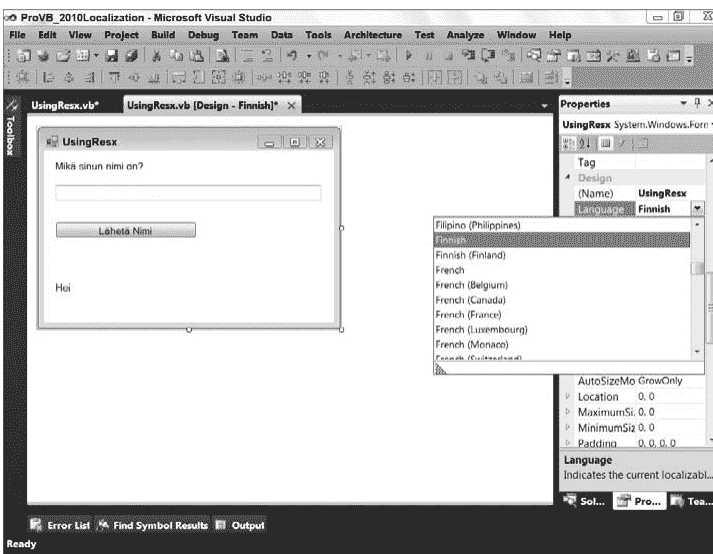 ProVB_2010Localization - Microsoft Visual Studio
File Edit View Project Build Debug Team Data Tools Architecture Test Analyze Window Help
Toolbox
UsingResx.vb* UsingResx.vb [Design - Finnish]*
UsingResx
Mikä sinun nimi on?
Lähetä Nimi
Hei
Properties
UsingResx System.Windows.Forr
Tag
Design
(Name) UsingResx
Language Finnish
Filipino (Philippines)
Finnish
Finnish (Finland)
French
French (Belgium)
French (Canada)
French (France)
French (Luxembourg)
French (Monaco)
French (Switzerland)
AutoSizeMo GrowOnly
Location 0, 0
MaximumSi. 0, 0
MinimumSiz 0, 0
Padding 0, 0, 0, 0
Language
Indicates the current localizabl...
Sol... Pro... Tea...
Error List Find Symbol Results Output
Ready